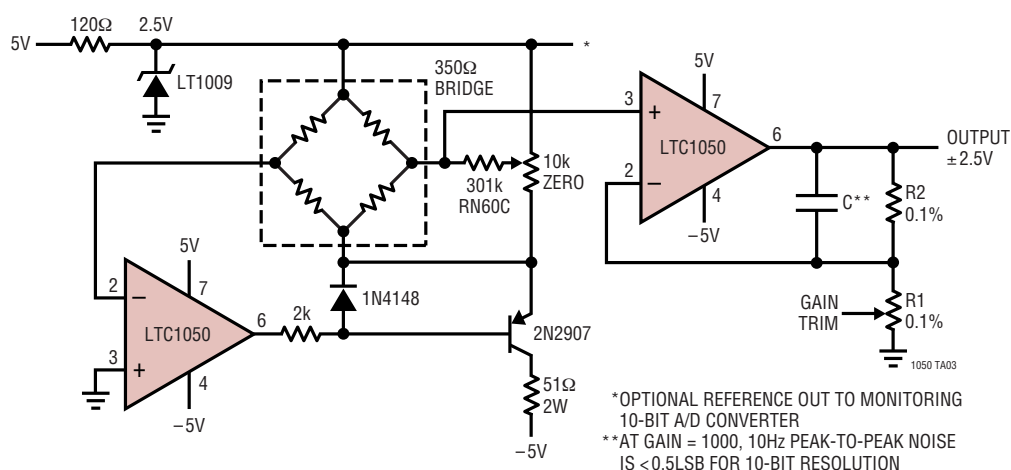 120Ω
2.5V
5V
*
LT1009
350Ω
BRIDGE
5V
3
+
7
LTC1050
6
OUTPUT
±2.5V
2
−
4
−5V
301k
RN60C
10k
ZERO
C**
R2
0.1%
5V
2
−
7
1N4148
LTC1050
6
2k
2N2907
3
+
4
−5V
51Ω
2W
−5V
GAIN
TRIM
R1
0.1%
1050 TA03
*OPTIONAL REFERENCE OUT TO MONITORING
10-BIT A/D CONVERTER
**AT GAIN = 1000, 10Hz PEAK-TO-PEAK NOISE
IS <0.5LSB FOR 10-BIT RESOLUTION